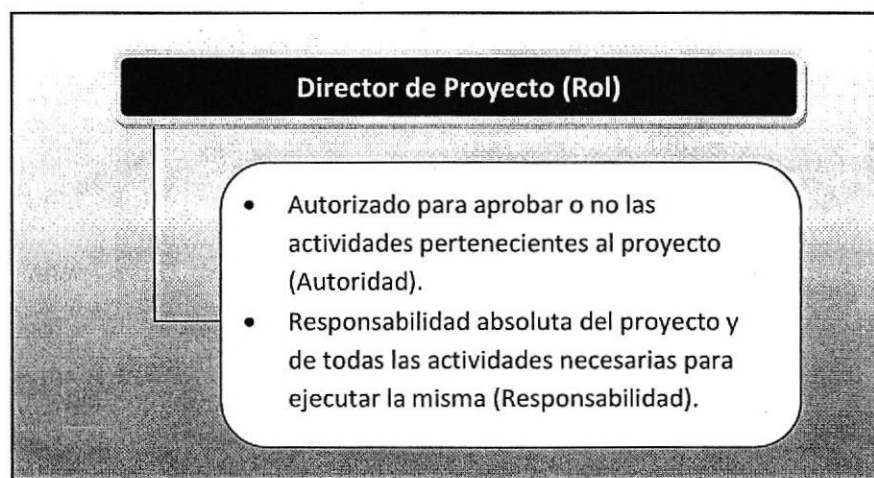 Director de Proyecto (Rol)
• Autorizado para aprobar o no las
actividades pertenecientes al proyecto
(Autoridad).
• Responsabilidad absoluta del proyecto y
de todas las actividades necesarias para
ejecutar la misma (Responsabilidad).